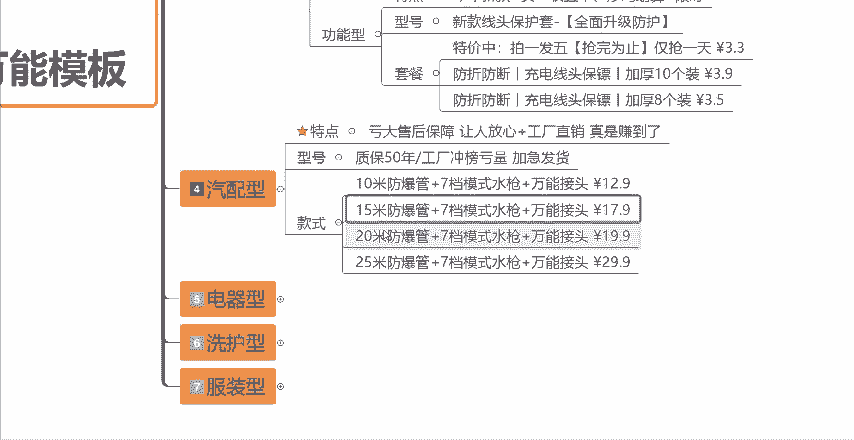 功能型
型号
新款线头保护套-【全面升级防护】
套餐
特价中：拍一发五【抢完为止】仅抢一天 ¥3.3
防折防断丨充电线头保镖丨加厚10个装 ¥3.9
防折防断丨充电线头保镖丨加厚8个装 ¥3.5
万能模板
4 汽配型
特点
亏大售后保障 让人放心+工厂直销 真是赚到了
型号
质保50年/工厂冲榜亏量 加急发货
款式
10米防爆管+7档模式水枪+万能接头 ¥12.9
15米防爆管+7档模式水枪+万能接头 ¥17.9
20米防爆管+7档模式水枪+万能接头 ¥19.9
25米防爆管+7档模式水枪+万能接头 ¥29.9
5 电器型
6 洗护型
7 服装型